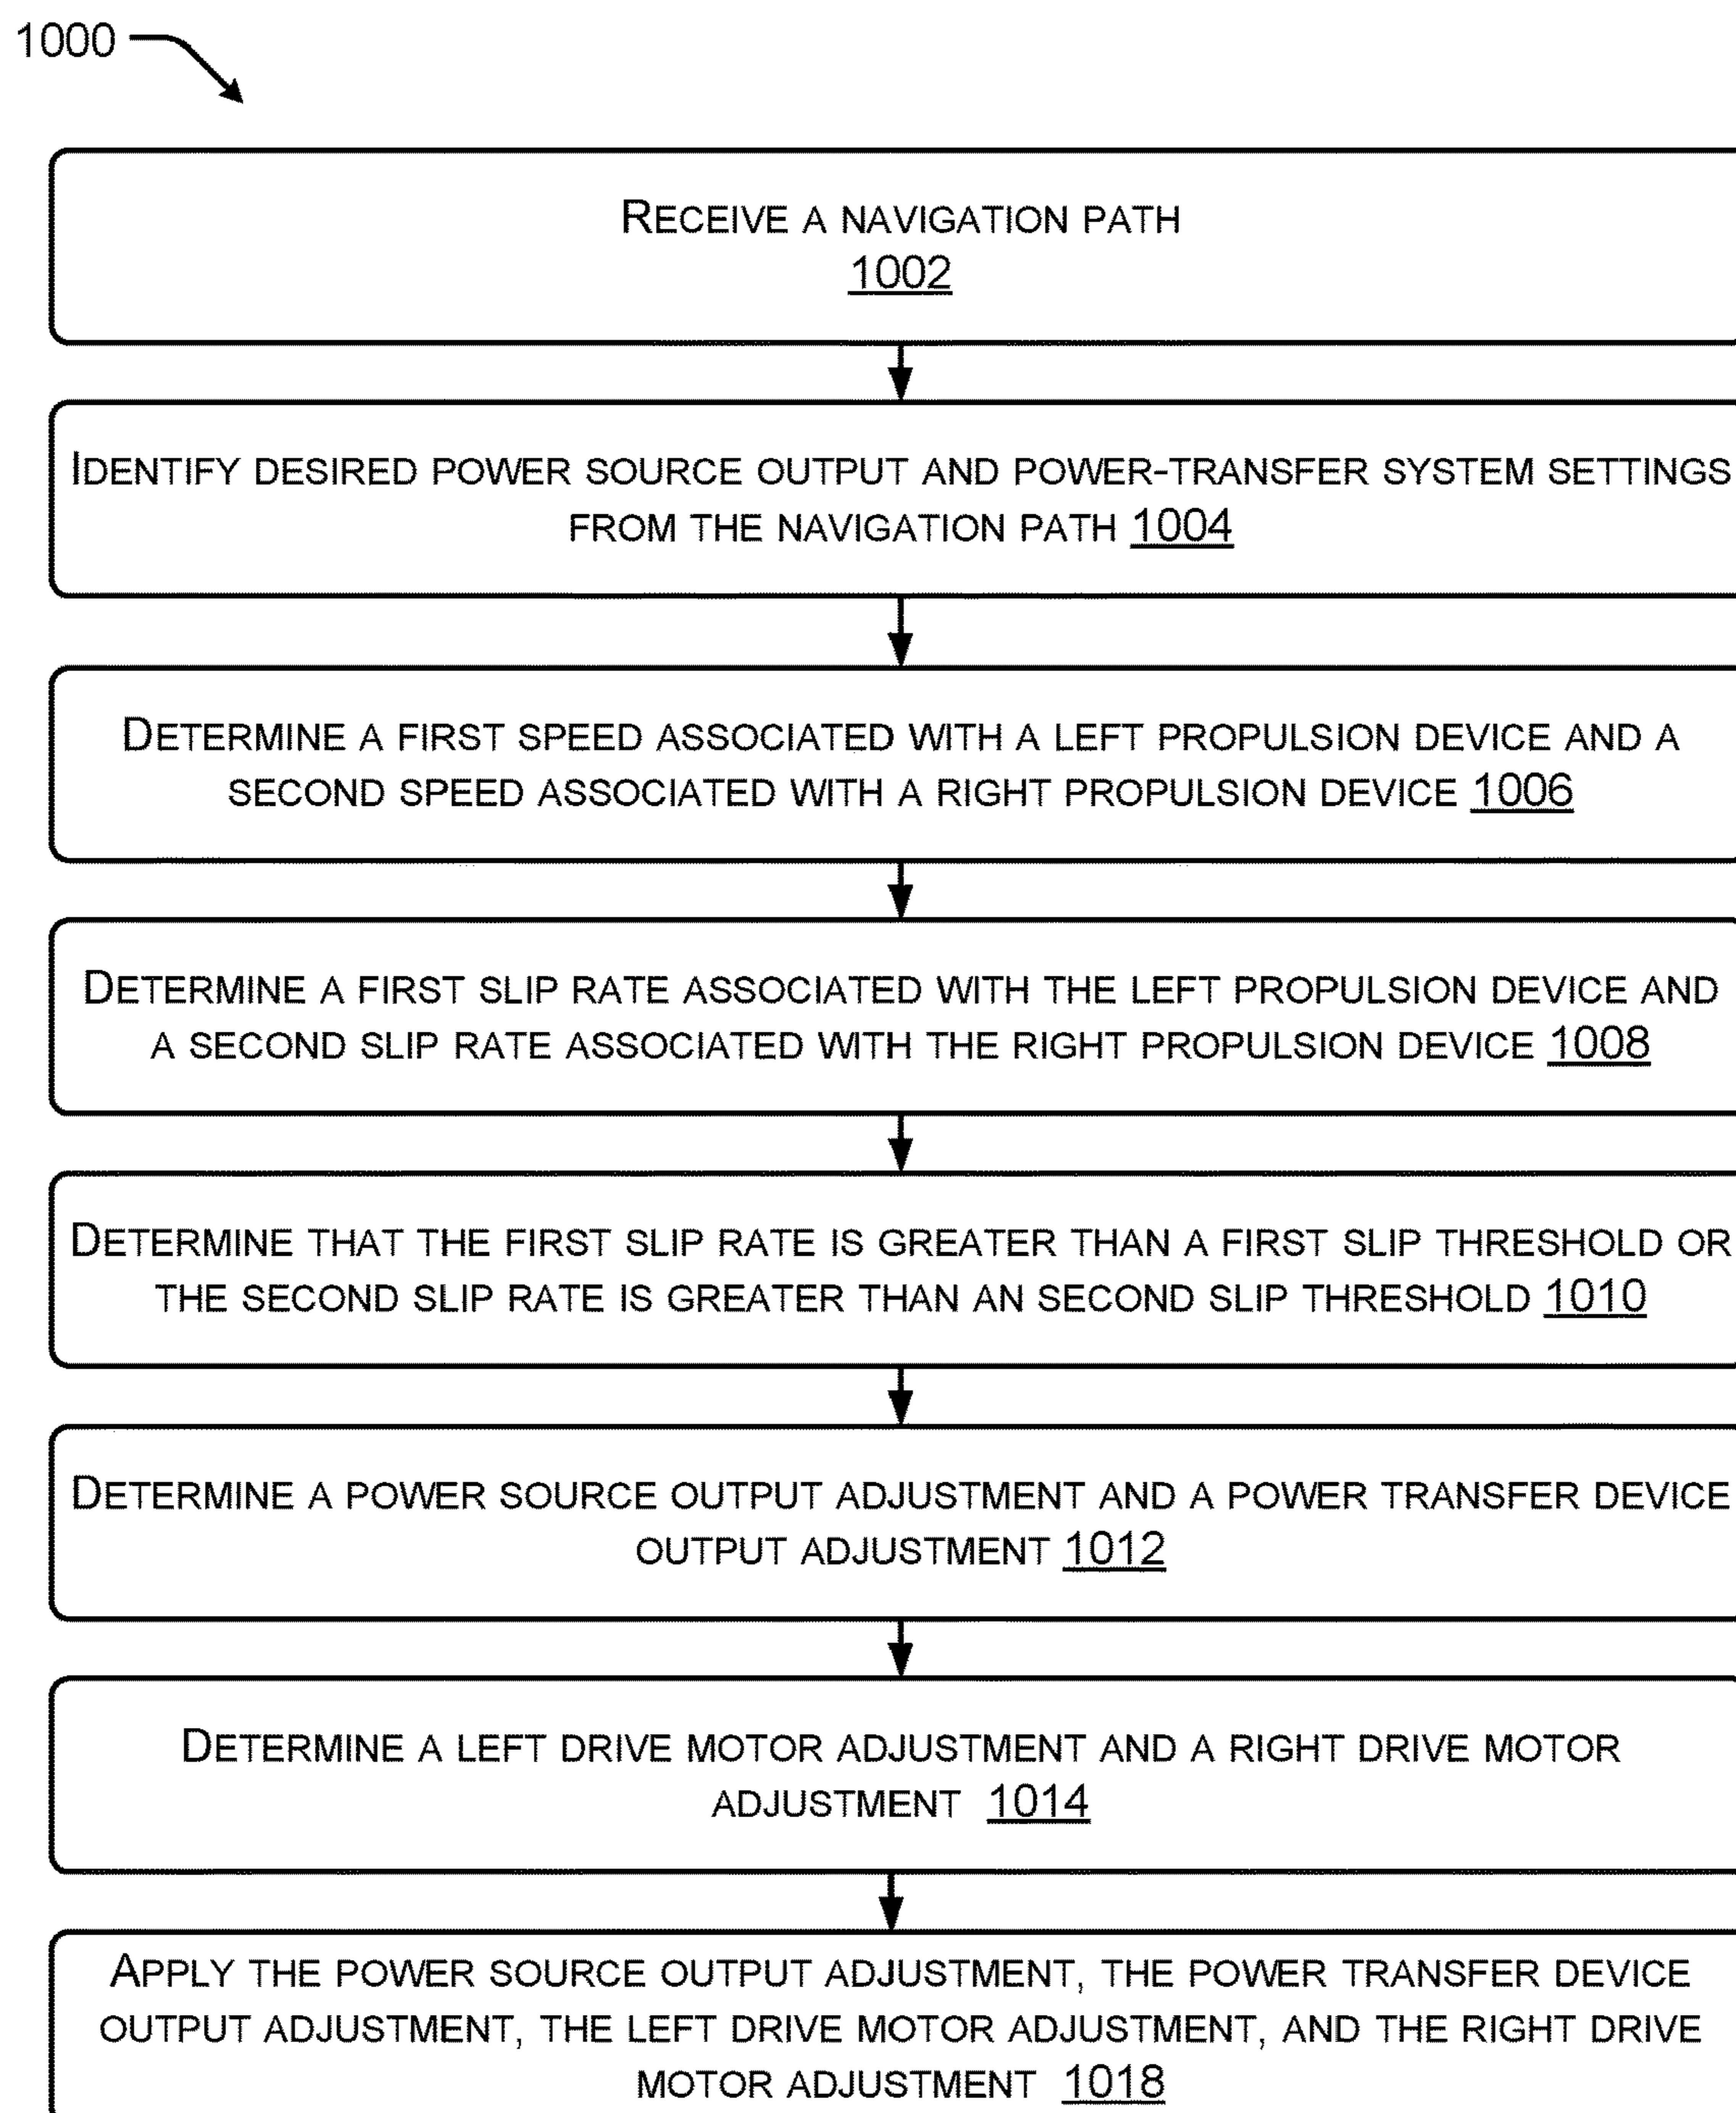 1000
RECEIVE A NAVIGATION PATH
1002
IDENTIFY DESIRED POWER SOURCE OUTPUT AND POWER-TRANSFER SYSTEM SETTINGS
FROM THE NAVIGATION PATH 1004
DETERMINE A FIRST SPEED ASSOCIATED WITH A LEFT PROPULSION DEVICE AND A
SECOND SPEED ASSOCIATED WITH A RIGHT PROPULSION DEVICE 1006
DETERMINE A FIRST SLIP RATE ASSOCIATED WITH THE LEFT PROPULSION DEVICE AND
A SECOND SLIP RATE ASSOCIATED WITH THE RIGHT PROPULSION DEVICE 1008
DETERMINE THAT THE FIRST SLIP RATE IS GREATER THAN A FIRST SLIP THRESHOLD OR
THE SECOND SLIP RATE IS GREATER THAN AN SECOND SLIP THRESHOLD 1010
DETERMINE A POWER SOURCE OUTPUT ADJUSTMENT AND A POWER TRANSFER DEVICE
OUTPUT ADJUSTMENT 1012
DETERMINE A LEFT DRIVE MOTOR ADJUSTMENT AND A RIGHT DRIVE MOTOR
ADJUSTMENT 1014
APPLY THE POWER SOURCE OUTPUT ADJUSTMENT, THE POWER TRANSFER DEVICE
OUTPUT ADJUSTMENT, THE LEFT DRIVE MOTOR ADJUSTMENT, AND THE RIGHT DRIVE
MOTOR ADJUSTMENT 1018